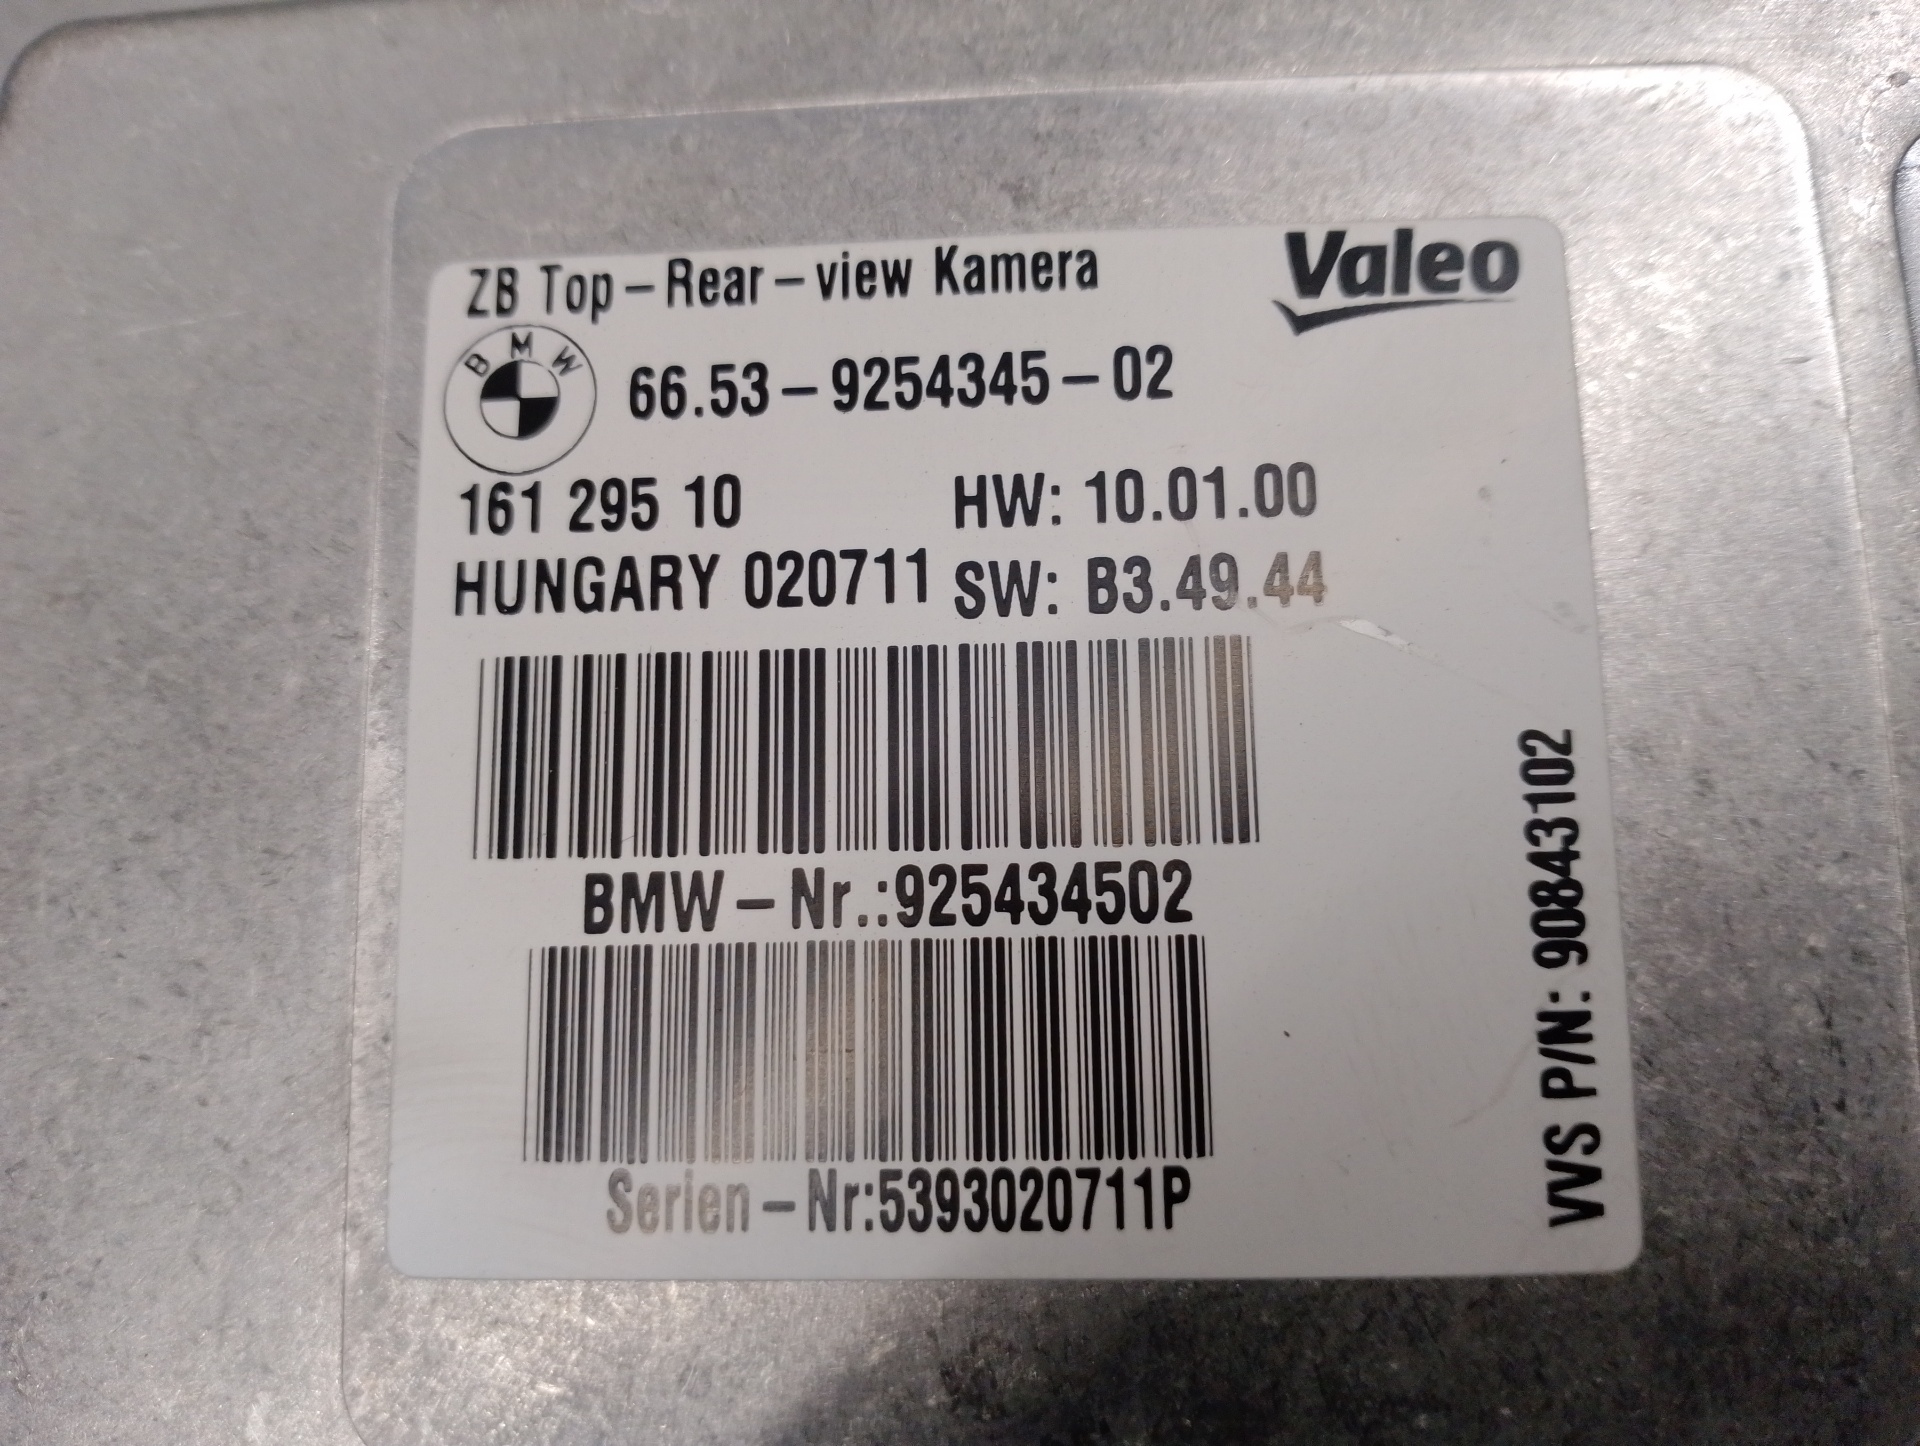 ZB Top-Rear-view Kamera
Valeo
BMW
66.53-9254345-02
161 295 10
HW: 10.01.00
HUNGARY 020711
SW: B3.49.44
BMW-Nr.:925434502
Serien-Nr:5393020711P
VVS P/N: 90843102